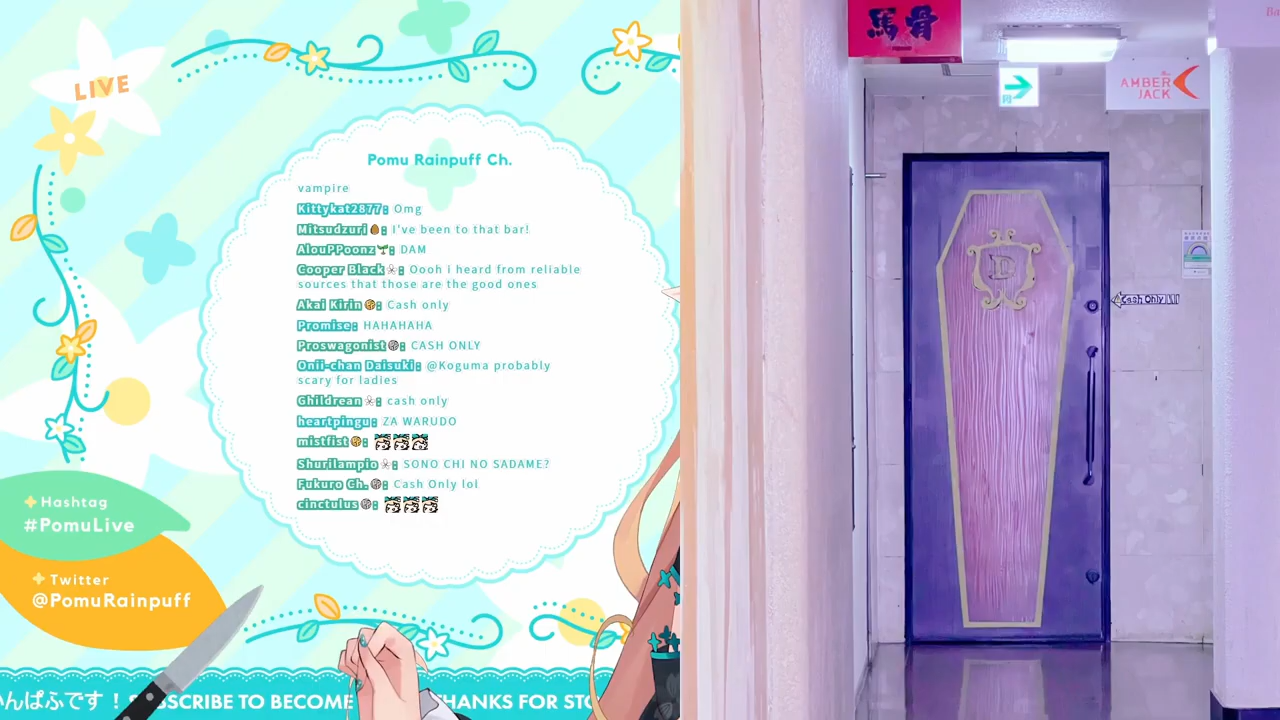 LIVE
Pomu Rainpuff Ch.
vampire
Kittykat2877: Omg
Mitsudzuri: I've been to that bar!
AlouPPoonz: DAM
Cooper Black: Oooh i heard from reliable
sources that those are the good ones
Akai Kirin: Cash only
Promise: HAHAHAHA
Proswagonist: CASH ONLY
Onii-chan Daisuki: @Koguma probably
scary for ladies
Ghildrean: cash only
heartpingu: ZA WARUDO
mistfist:
Shurilampio: SONO CHI NO SADAME?
Fukuro Ch.: Cash Only lol
cinctulus:
Hashtag
#PomuLive
Twitter
@PomuRainpuff
んぱふです！SUBSCRIBE TO BECOME THANKS FOR STO
馬骨
AMBER
JACK
Ba
D
Cash Only !!!